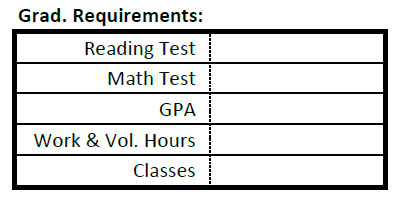 Grad. Requirements:
Reading Test
Math Test
GPA
Work & Vol. Hours
Classes